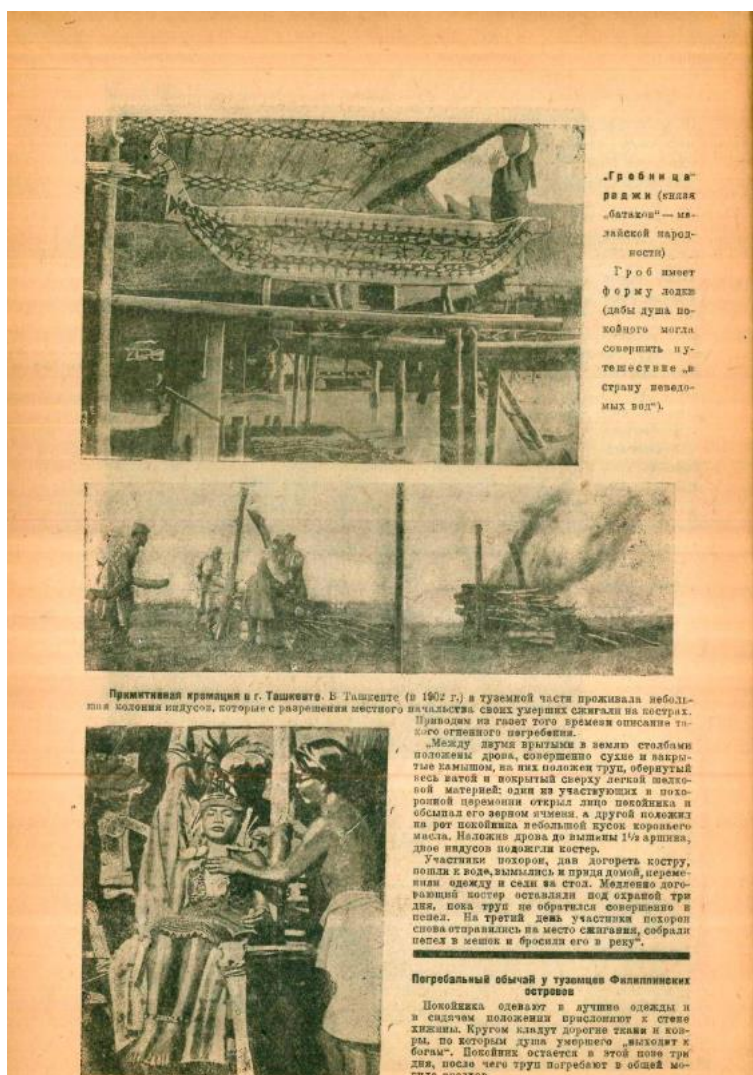 „Гробница"
раджи (князя
„батаков" — ма-
лайской народ-
ности)
Гроб имеет
форму лодки
(дабы душа по-
койного могла
совершить пу-
тешествие „в
страну неведо-
мых вод").
Примитивная кремация в г. Ташкенте. В Ташкенте (в 1902 г.) в туземной части проживала неболь-
шая колония индусов, которые с разрешения местного начальства своих умерших сжигали на кострах.
Приводим из газет того времени описание та-
кого огненного погребения.
„Между двумя врытыми в землю столбами
положены дрова, совершенно сухие и закры-
тые камышом, на них положен труп, обернутый
весь ватой и покрытый сверху легкой шелко-
вой материей; один из участвующих в похо-
ронной церемонии открыл лицо покойника и
обсыпал его зерном ячменя, а другой положил
на рот покойника небольшой кусок коровьего
масла. Наложив дрова до вышины 1½ аршина,
двое индусов подожгли костер.
Участники похорон, дав догореть костру,
пошли к воде, вымылись и придя домой, переме-
нили одежду и сели за стол. Медленно дого-
рающий костер оставляли под охраной три
дня, пока труп не обратился совершенно в
пепел. На третий день участники похорон
снова отправились на место сжигания, собрали
пепел в мешок и бросили его в реку".
Погребальный обычай у туземцев Филиппинских
островов
Покойника одевают в лучшие одежды и
в сидячем положении прислоняют к стене
хижины. Кругом кладут дорогие ткани и ков-
ры, по которым душа умершего „выходит к
богам". Покойник остается в этой позе три
дня, после чего труп погребают в общей мо-